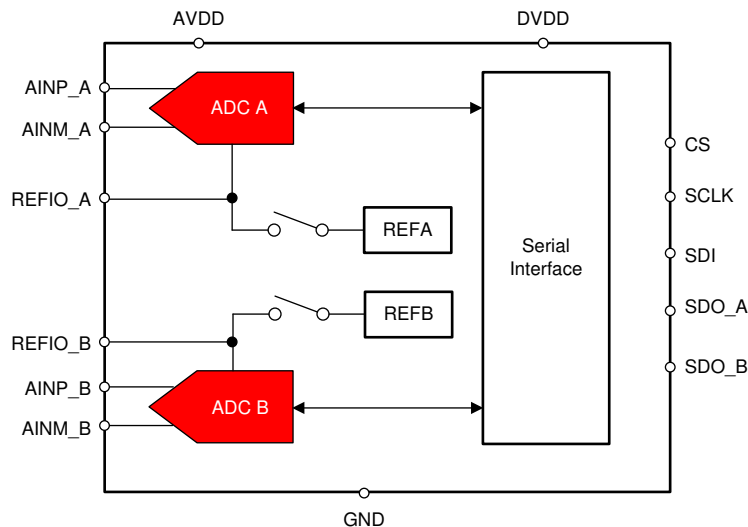 AVDD
DVDD
AINP_A
ADC A
AINM_A
CS
REFIO_A
SCLK
REFA
Serial
Interface
SDI
REFB
SDO_A
REFIO_B
SDO_B
AINP_B
ADC B
AINM_B
GND